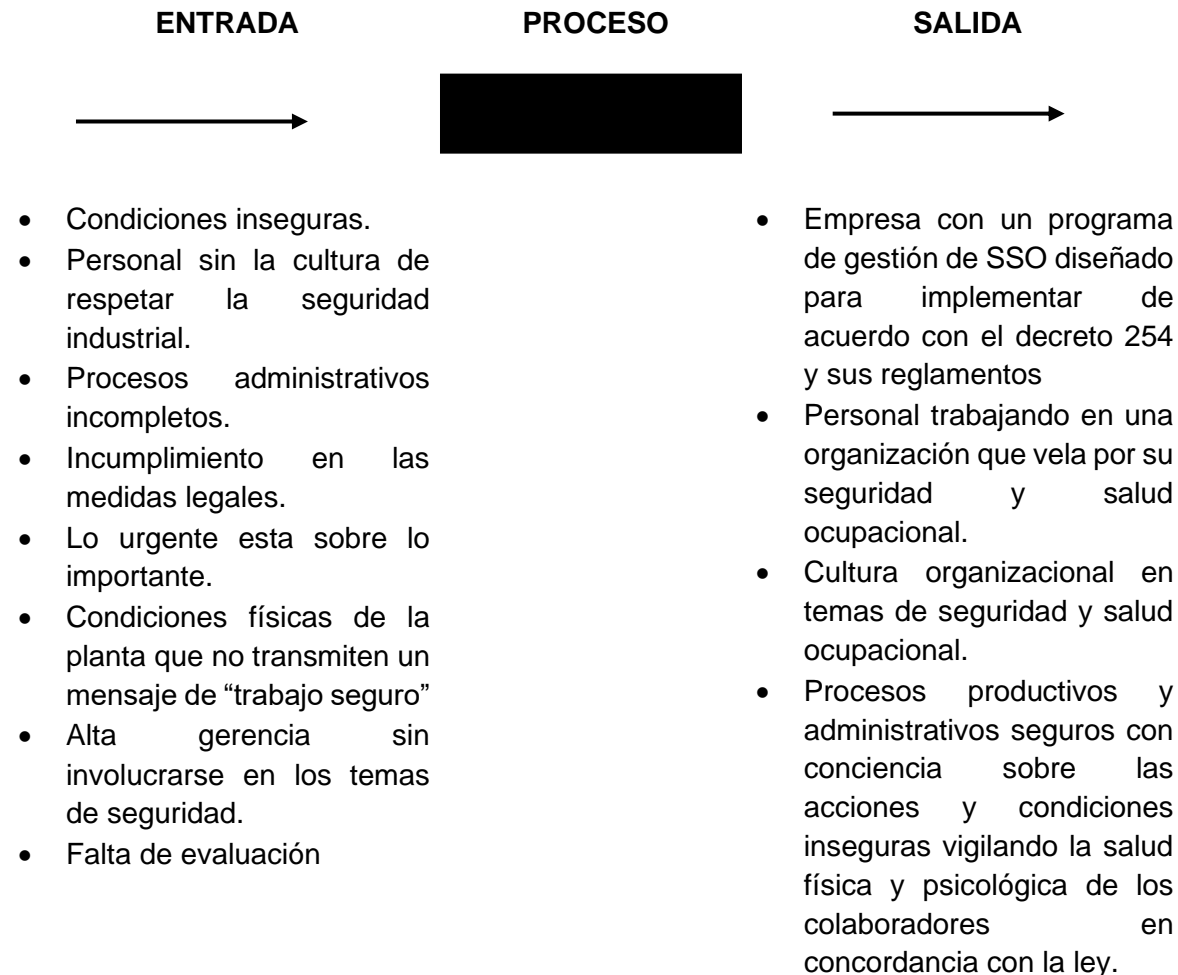 ENTRADA PROCESO SALIDA
• Condiciones inseguras.
• Personal sin la cultura de
respetar la seguridad
industrial.
• Procesos administrativos
incompletos.
• Incumplimiento en las
medidas legales.
• Lo urgente esta sobre lo
importante.
• Condiciones físicas de la
planta que no transmiten un
mensaje de “trabajo seguro”
• Alta gerencia sin
involucrarse en los temas
de seguridad.
• Falta de evaluación
• Empresa con un programa
de gestión de SSO diseñado
para implementar de
acuerdo con el decreto 254
y sus reglamentos
• Personal trabajando en una
organización que vela por su
seguridad y salud
ocupacional.
• Cultura organizacional en
temas de seguridad y salud
ocupacional.
• Procesos productivos y
administrativos seguros con
conciencia sobre las
acciones y condiciones
inseguras vigilando la salud
física y psicológica de los
colaboradores en
concordancia con la ley.